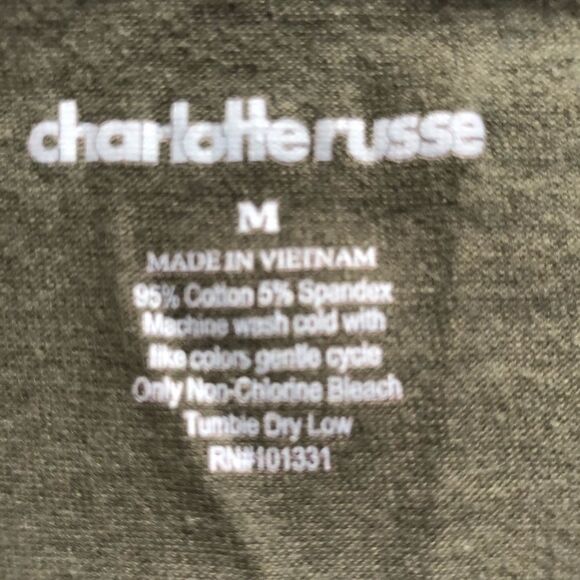 charlotte russe
M
MADE IN VIETNAM
95% Cotton 5% Spandex
Machine wash cold with
like colors gentle cycle
Only Non-Chlorine Bleach
Tumble Dry Low
RN#101331